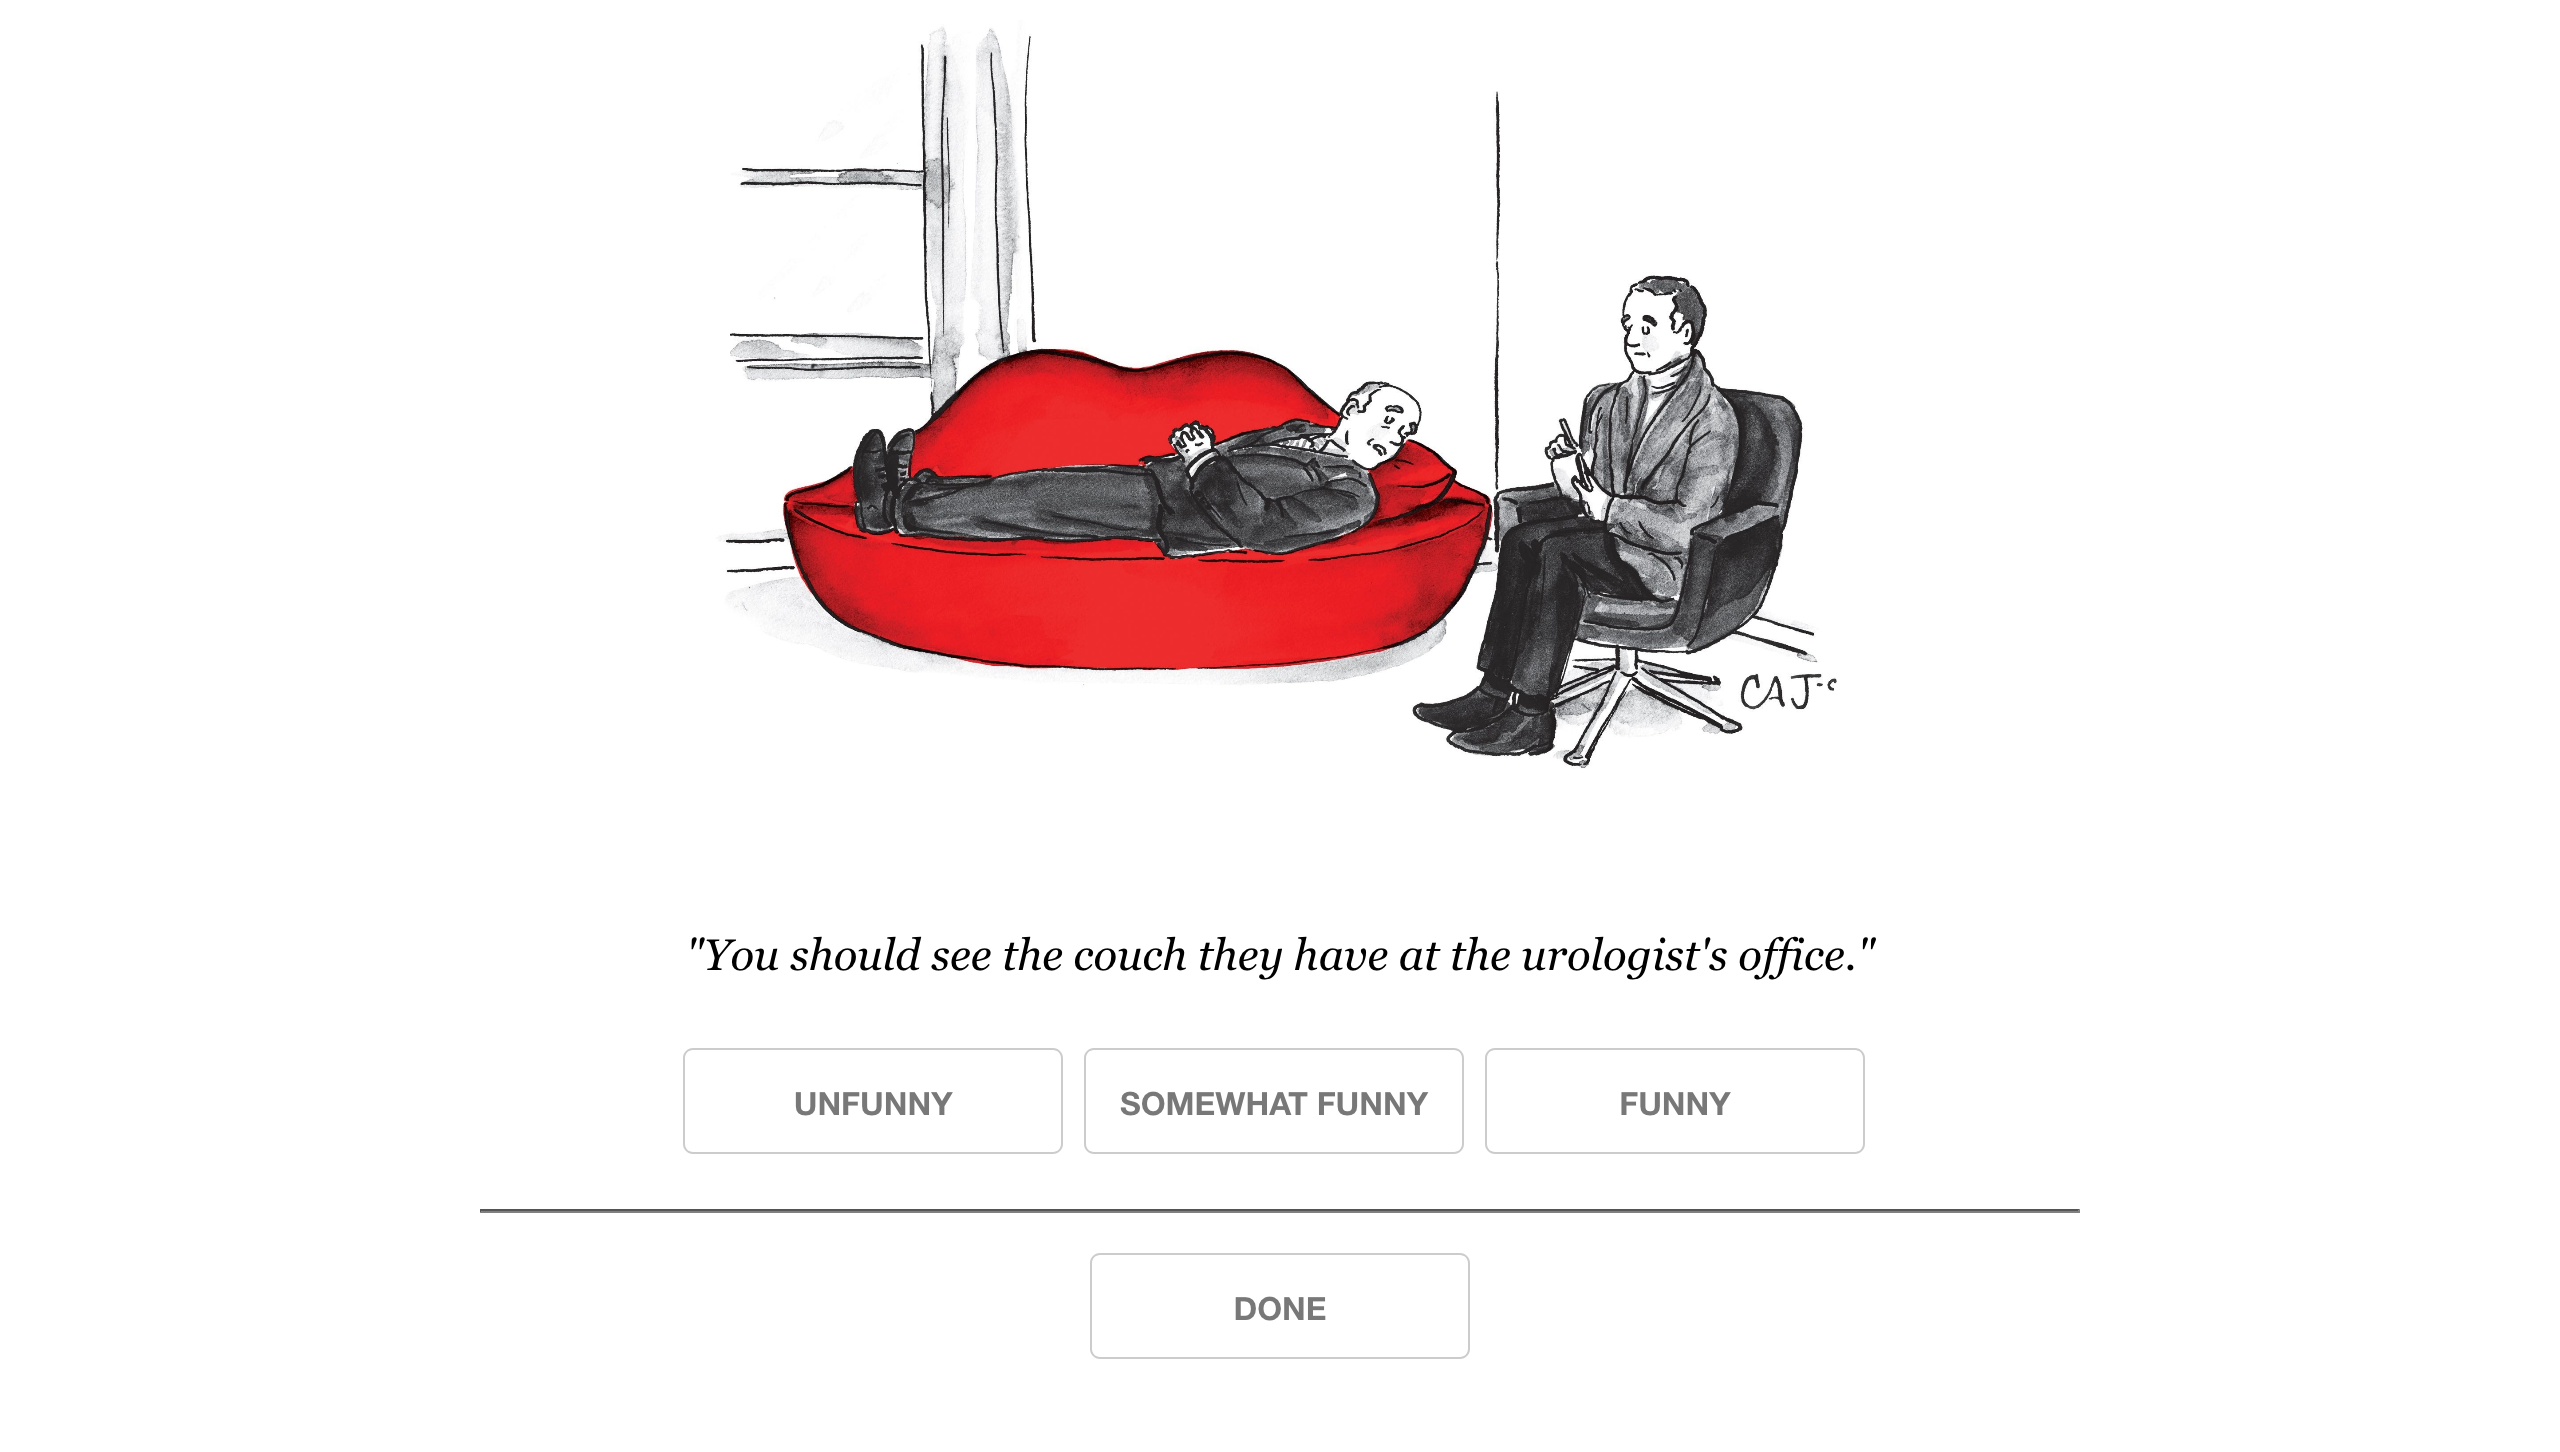 CAJ-C
"You should see the couch they have at the urologist's office."
UNFUNNY SOMEWHAT FUNNY FUNNY
DONE